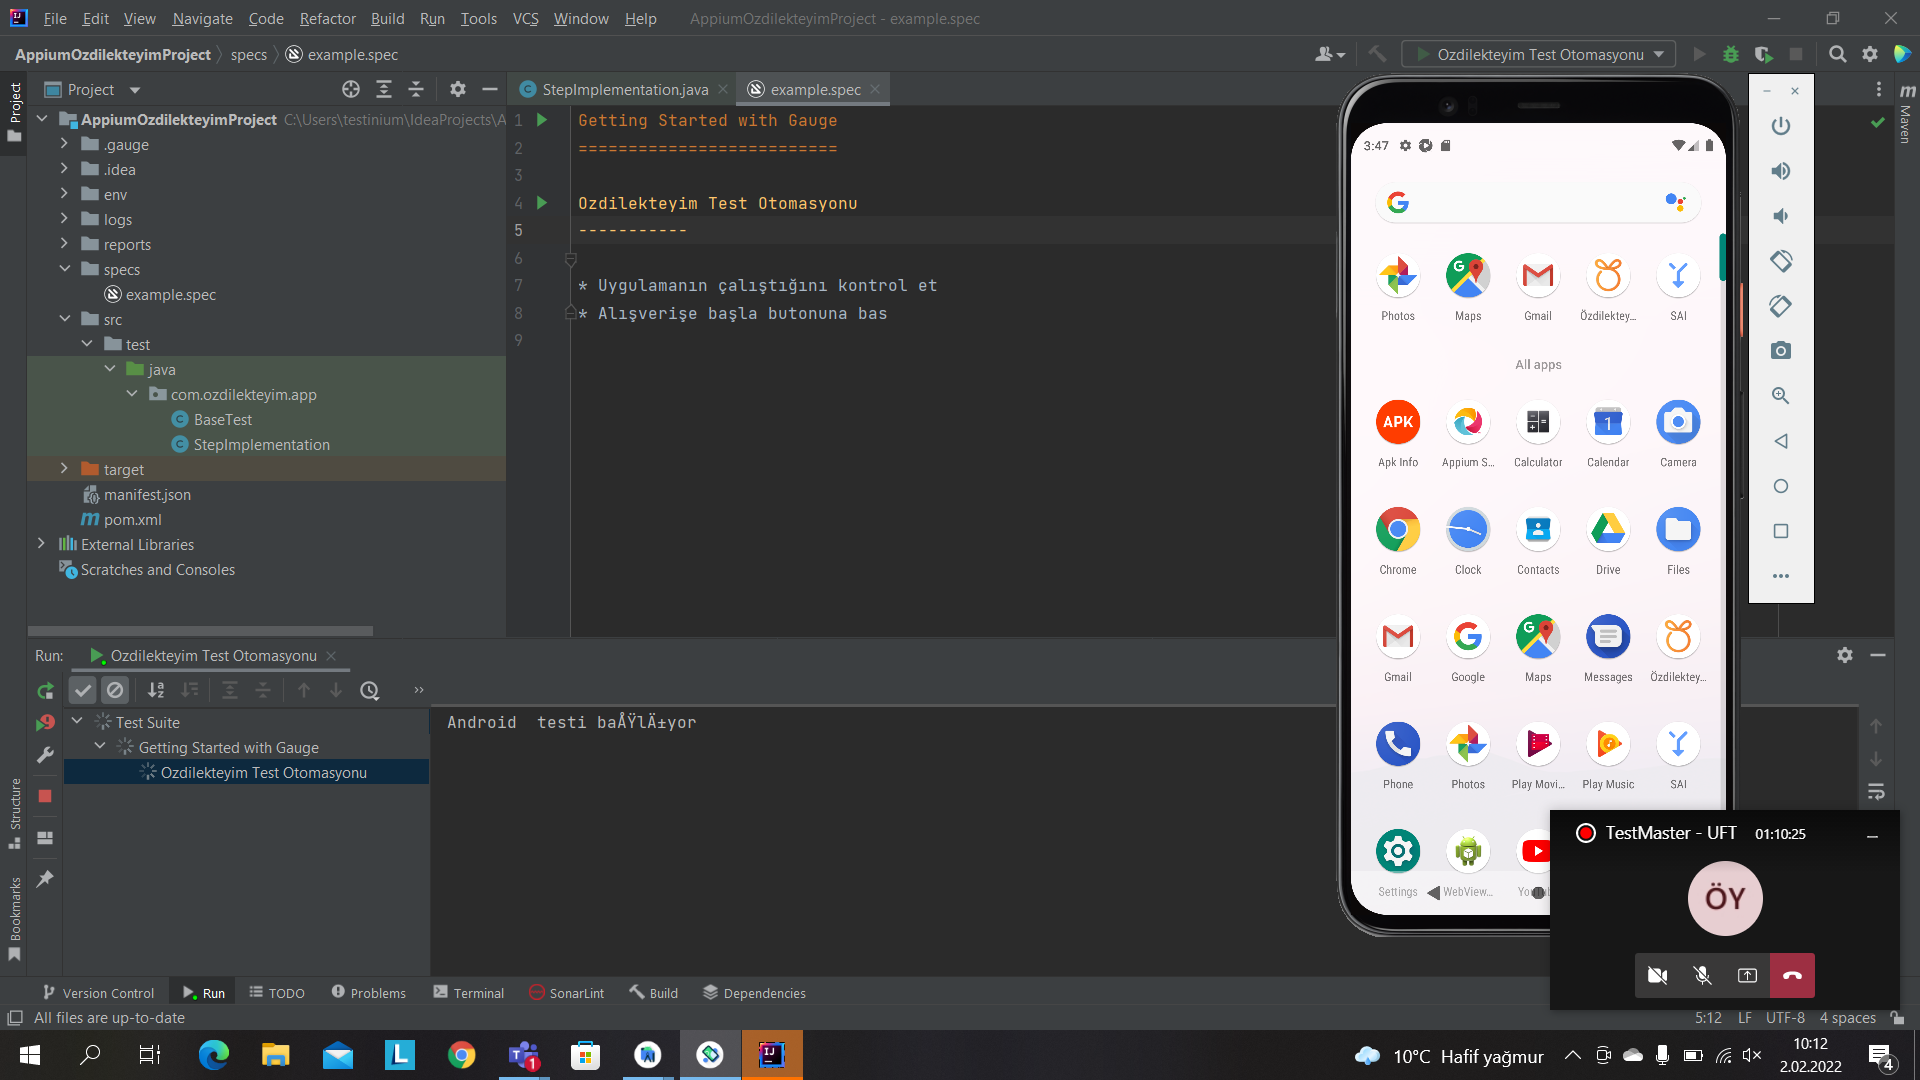 File Edit View Navigate Code Refactor Build Run Tools VCS Window Help AppiumOzdilekteyimProject - example.spec
AppiumOzdilekteyimProject specs example.spec
Ozdilekteyim Test Otomasyonu
Project
StepImplementation.java
example.spec
Project
Maven
AppiumOzdilekteyimProject C:\Users\testinium\IdeaProjects\A
.gauge
.idea
env
logs
reports
specs
example.spec
src
test
java
com.ozdilekteyim.app
BaseTest
StepImplementation
target
manifest.json
pom.xml
External Libraries
Scratches and Consoles
1 Getting Started with Gauge
2 ==========================
3
4 Ozdilekteyim Test Otomasyonu
5 -----------
6
7 * Uygulamanın çalıştığını kontrol et
8 * Alışverişe başla butonuna bas
9
3:47
Photos Maps Gmail Özdilektey... SAI
All apps
APK
1
Apk Info Appium S... Calculator Calendar Camera
Chrome Clock Contacts Drive Files
Gmail Google Maps Messages Özdilektey...
Phone Photos Play Movi... Play Music SAI
Settings WebView...
Run: Ozdilekteyim Test Otomasyonu
Test Suite
Getting Started with Gauge
Ozdilekteyim Test Otomasyonu
Android testi baÅŸlÄ±yor
Structure
Bookmarks
TestMaster - UFT 01:10:25
ÖY
Version Control Run TODO Problems Terminal SonarLint Build Dependencies
All files are up-to-date
5:12 LF UTF-8 4 spaces
10°C Hafif yağmur
10:12
2.02.2022
4
1